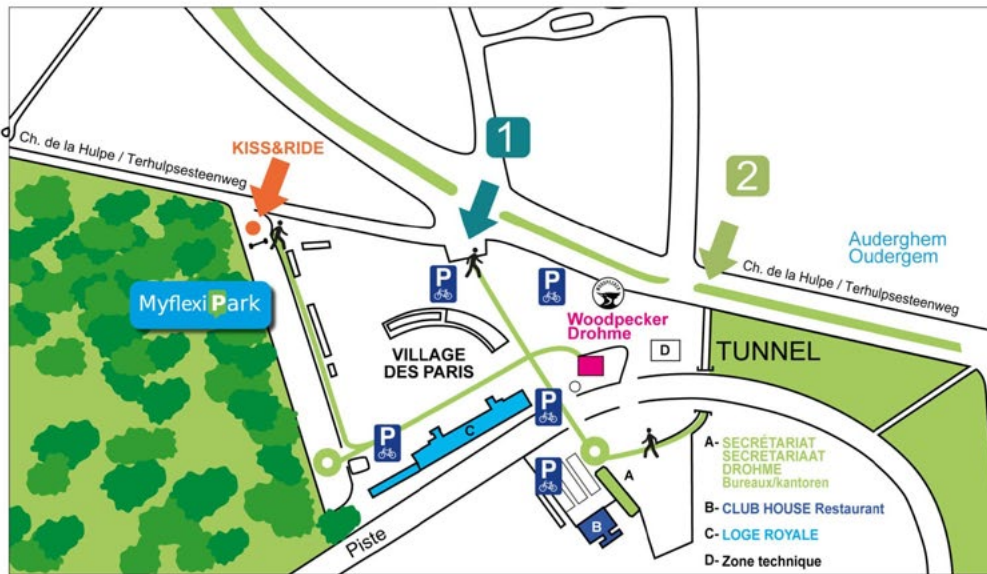 1
2
KISS&RIDE
Ch. de la Hulpe / Terhulpsesteenweg
Auderghem
Oudergem
Ch. de la Hulpe / Terhulpsesteenweg
MyflexiPark
P
P
WOODPECKER
Woodpecker
Drohme
VILLAGE
DES PARIS
D
TUNNEL
P
C
P
P
A
B
Piste
A- SECRÉTARIAT
SECRETARIAAT
DROHME
Bureaux/kantoren
B- CLUB HOUSE Restaurant
C- LOGE ROYALE
D- Zone technique